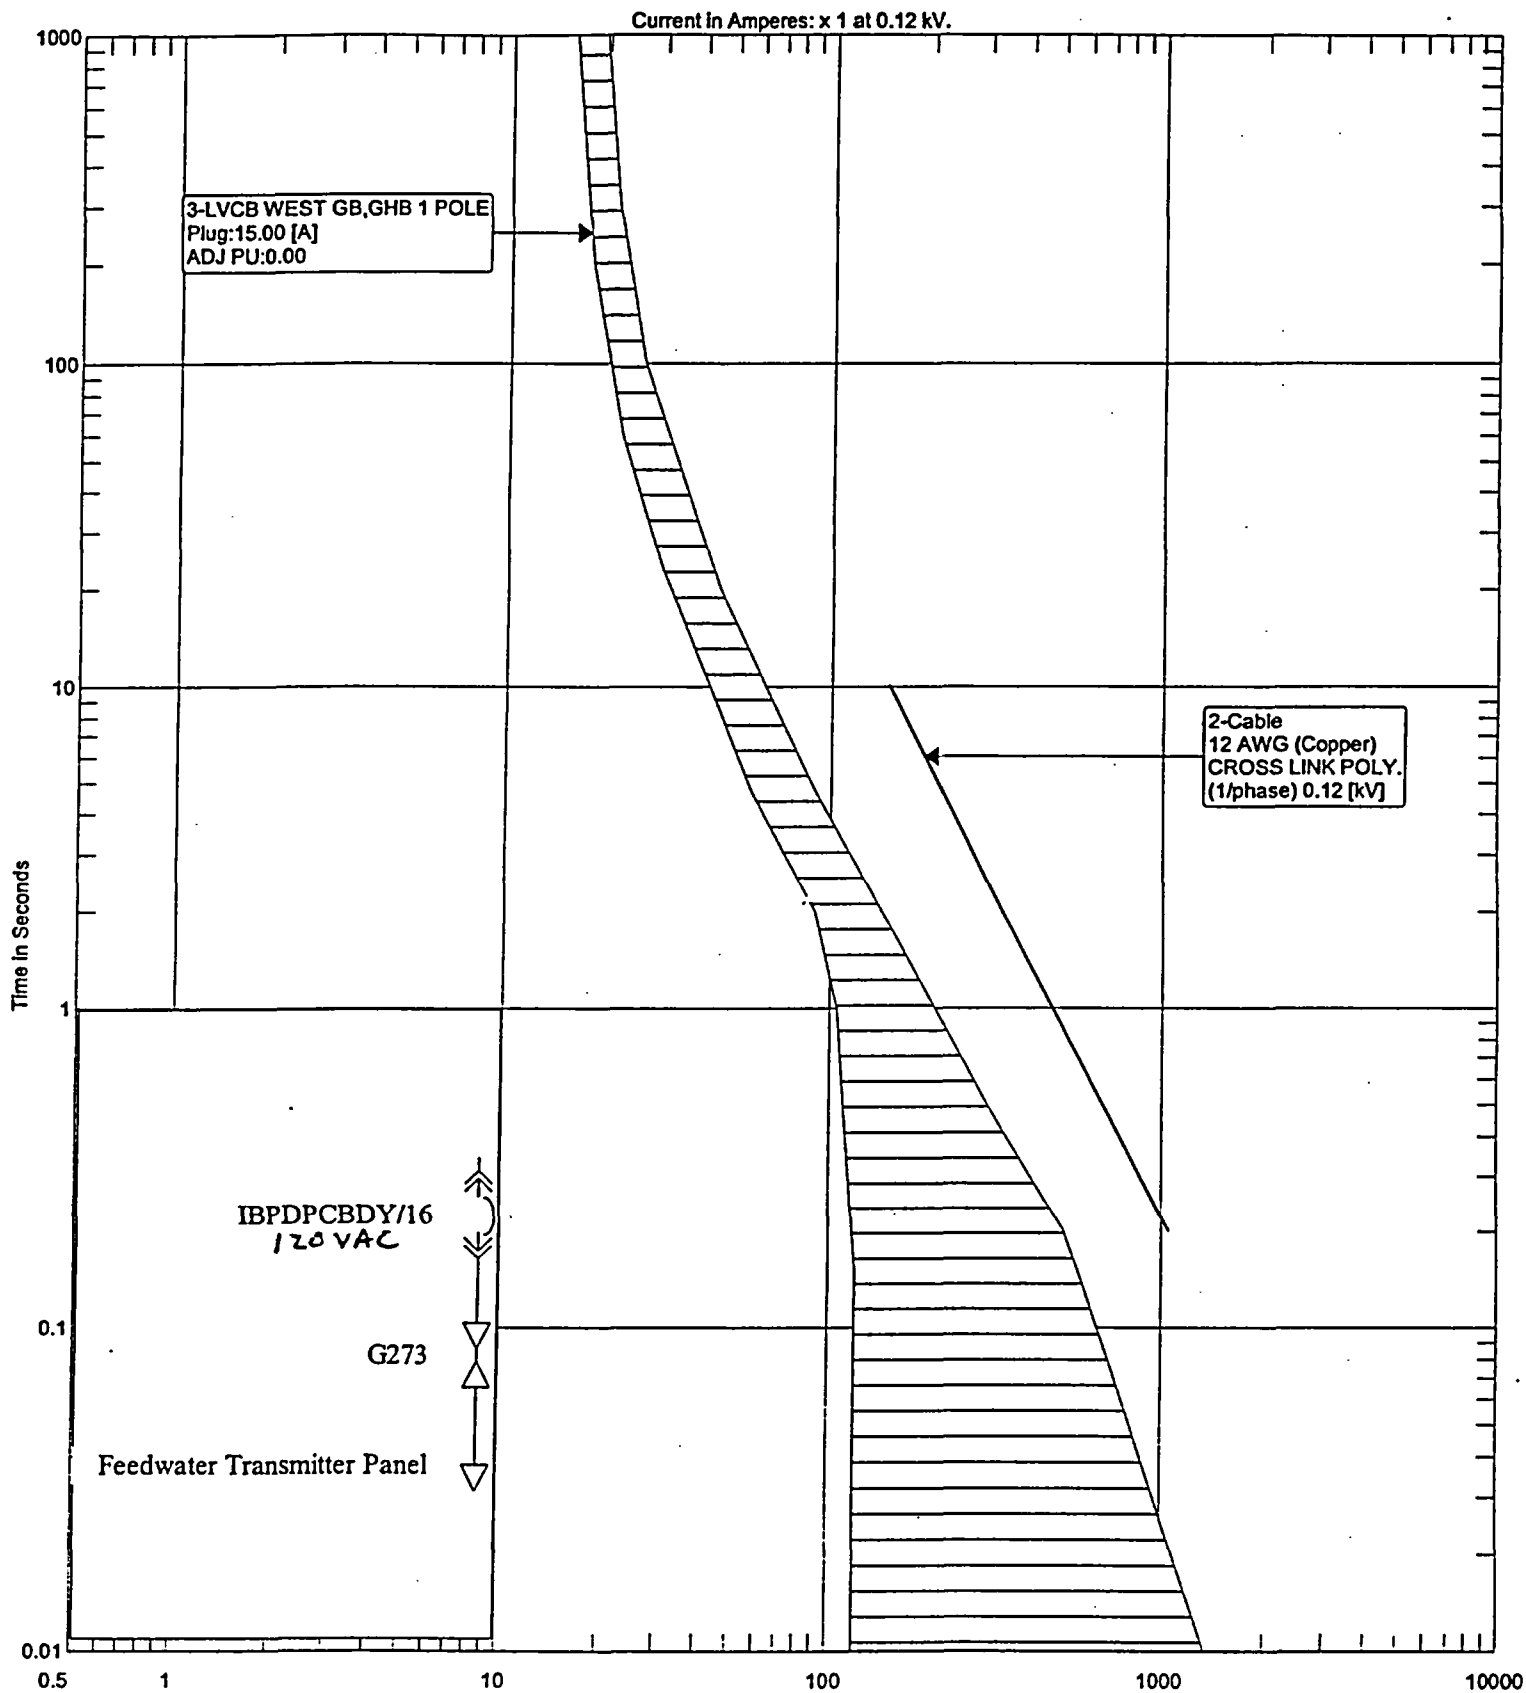 Current in Amperes: x 1 at 0.12 kV.
1000
3-LVCB WEST GB,GHB 1 POLE
Plug:15.00 [A]
ADJ PU:0.00
100
10
2-Cable
12 AWG (Copper)
CROSS LINK POLY.
(1/phase) 0.12 [kV]
Time in Seconds
1
IBPDPCBDY/16
120 VAC
0.1
G273
Feedwater Transmitter Panel
0.01
0.5 1 10 100 1000 10000